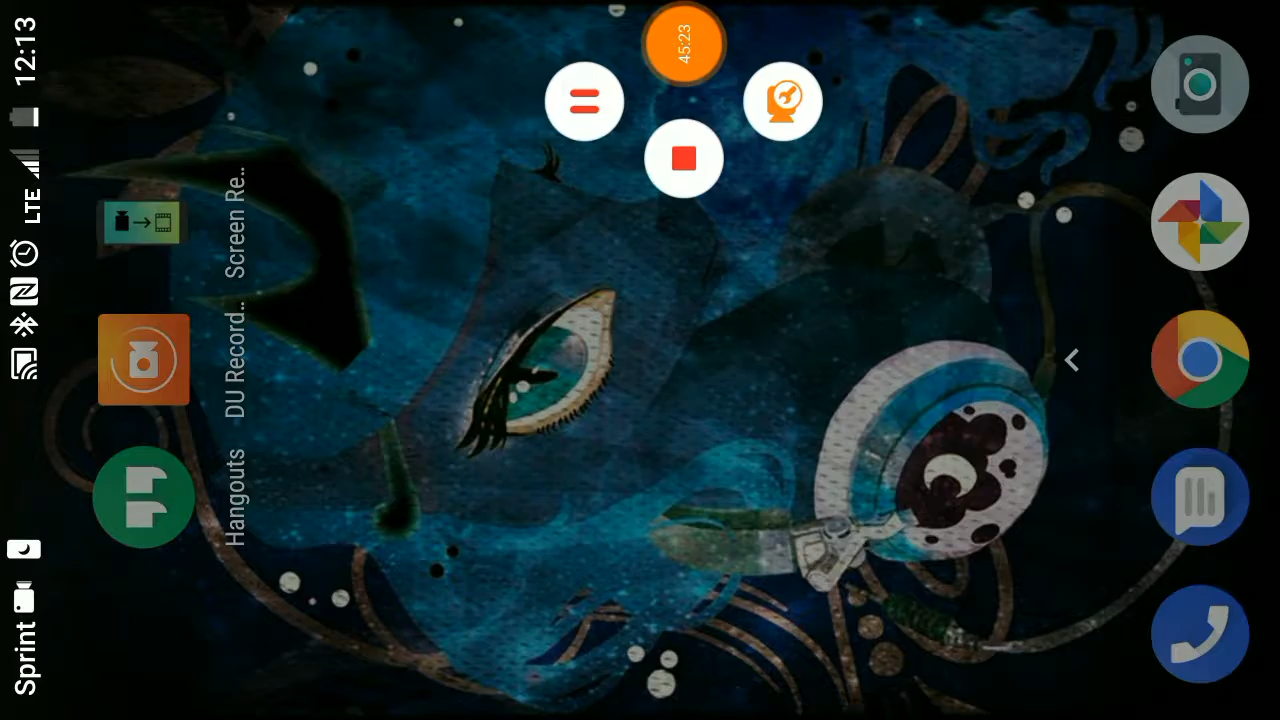 Sprint
LTE
12:13
Hangouts
DU Record..
Screen Re..
45:23